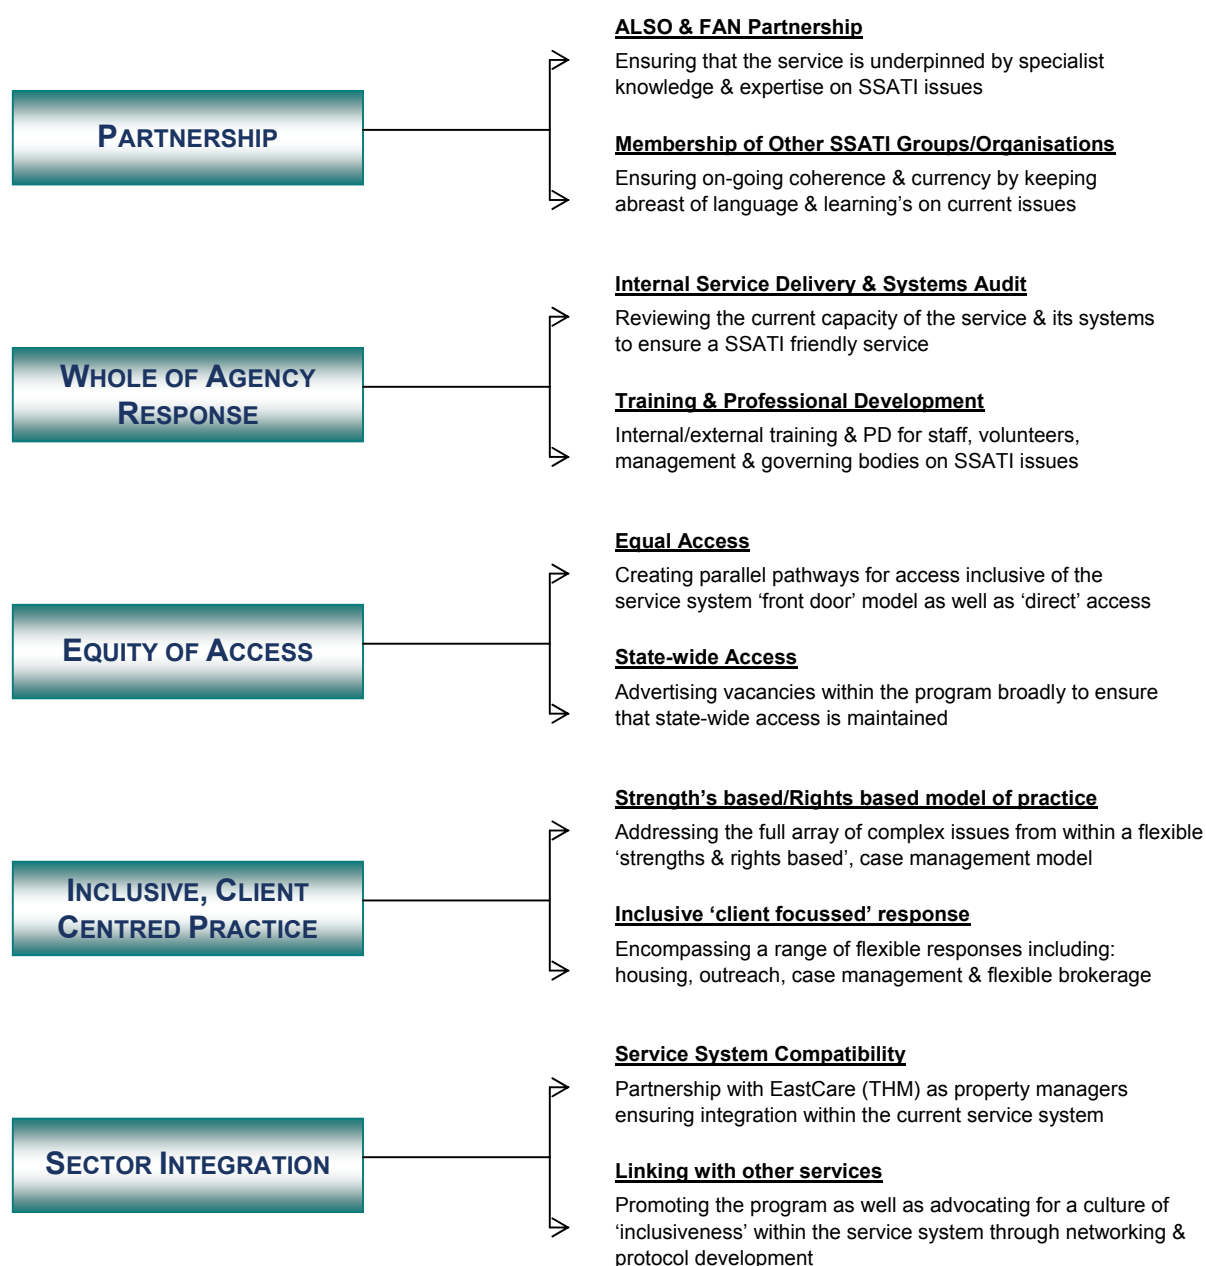 ALSO & FAN Partnership
Ensuring that the service is underpinned by specialist
knowledge & expertise on SSATI issues
PARTNERSHIP
Membership of Other SSATI Groups/Organisations
Ensuring on-going coherence & currency by keeping
abreast of language & learning's on current issues
Internal Service Delivery & Systems Audit
Reviewing the current capacity of the service & its systems
to ensure a SSATI friendly service
WHOLE OF AGENCY
RESPONSE
Training & Professional Development
Internal/external training & PD for staff, volunteers,
management & governing bodies on SSATI issues
Equal Access
Creating parallel pathways for access inclusive of the
service system ‘front door’ model as well as ‘direct’ access
EQUITY OF ACCESS
State-wide Access
Advertising vacancies within the program broadly to ensure
that state-wide access is maintained
Strength’s based/Rights based model of practice
Addressing the full array of complex issues from within a flexible
‘strengths & rights based’, case management model
INCLUSIVE, CLIENT
CENTRED PRACTICE
Inclusive ‘client focussed’ response
Encompassing a range of flexible responses including:
housing, outreach, case management & flexible brokerage
Service System Compatibility
Partnership with EastCare (THM) as property managers
ensuring integration within the current service system
SECTOR INTEGRATION
Linking with other services
Promoting the program as well as advocating for a culture of
‘inclusiveness’ within the service system through networking &
protocol development